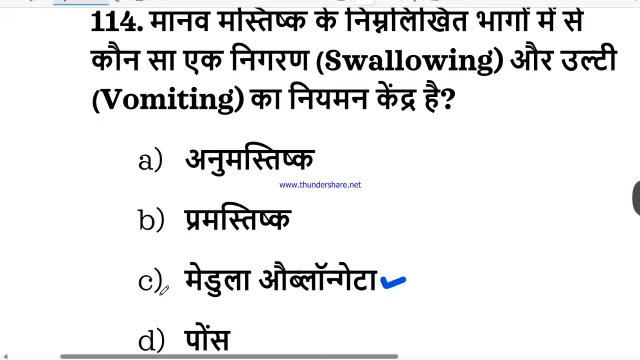 114. मानव मस्तिष्क के निम्नलिखित भागों में से
कौन सा एक निगरण (Swallowing) और उल्टी
(Vomiting) का नियमन केंद्र है?
a) अनुमस्तिष्क
www.thundershare.net
b) प्रमस्तिष्क
c) मेडुला औब्लॉन्गेटा
d) पोंस